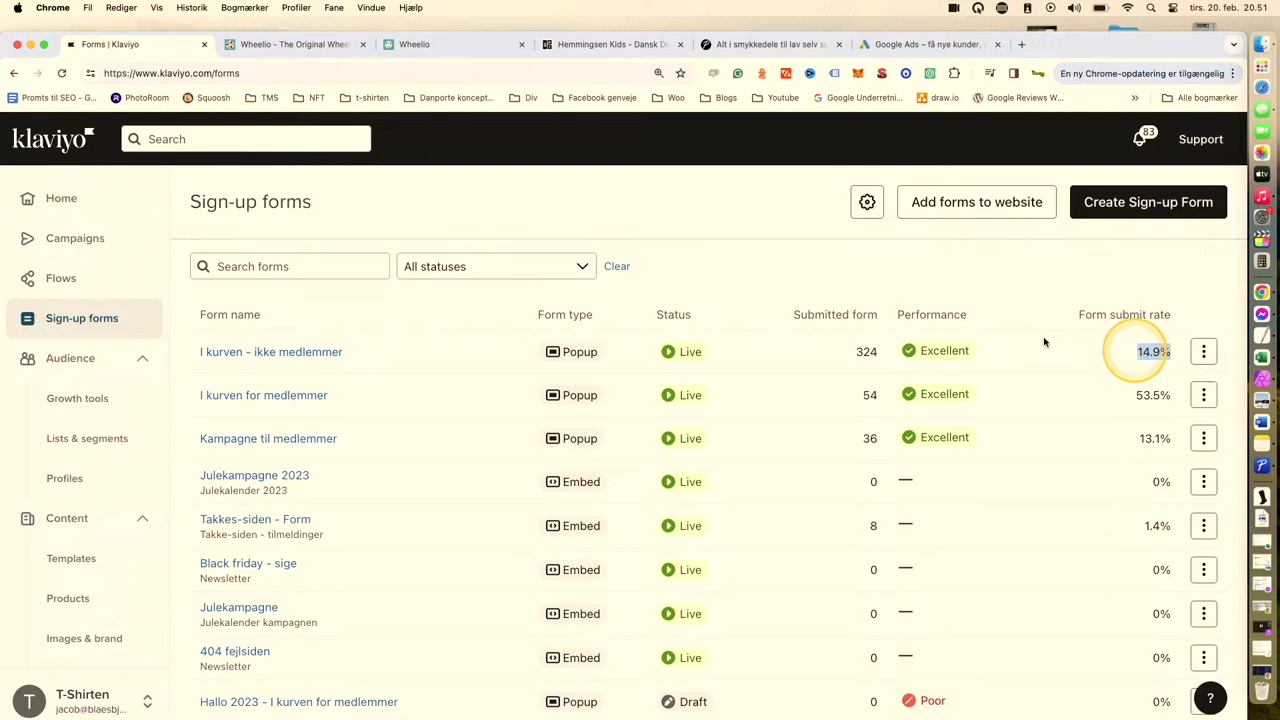 Chrome Fil Rediger Vis Historik Bogmærker Profiler Fane Vindue Hjælp tirs. 20. feb. 20.51
Forms | Klaviyo Wheelio - The Original Whee Wheelio Hemmingsen Kids - Dansk De Alt i smykkedele til lav selv s Google Ads – få nye kunder,
https://www.klaviyo.com/forms En ny Chrome-opdatering er tilgængelig
Promts til SEO - G... PhotoRoom Squoosh TMS NFT t-shirten Danporte koncept... Div Facebook genveje Woo Blogs Youtube Google Underretni... draw.io Google Reviews W... Alle bogmærker
klaviyo Search 83 Support
Home
Campaigns
Flows
Sign-up forms
Audience
Growth tools
Lists & segments
Profiles
Content
Templates
Products
Images & brand
T T-Shirten
jacob@blaesbj...
Sign-up forms Add forms to website Create Sign-up Form
Search forms All statuses Clear
Form name Form type Status Submitted form Performance Form submit rate
I kurven - ikke medlemmer Popup Live 324 Excellent 14.9%
I kurven for medlemmer Popup Live 54 Excellent 53.5%
Kampagne til medlemmer Popup Live 36 Excellent 13.1%
Julekampagne 2023 Embed Live 0 — 0%
Julekalender 2023
Takkes-siden - Form Embed Live 8 — 1.4%
Takke-siden - tilmeldinger
Black friday - sige Embed Live 0 — 0%
Newsletter
Julekampagne Embed Live 0 — 0%
Julekalender kampagnen
404 fejlsiden Embed Live 0 — 0%
Newsletter
Hallo 2023 - I kurven for medlemmer Popup Draft 0 Poor 0%
?